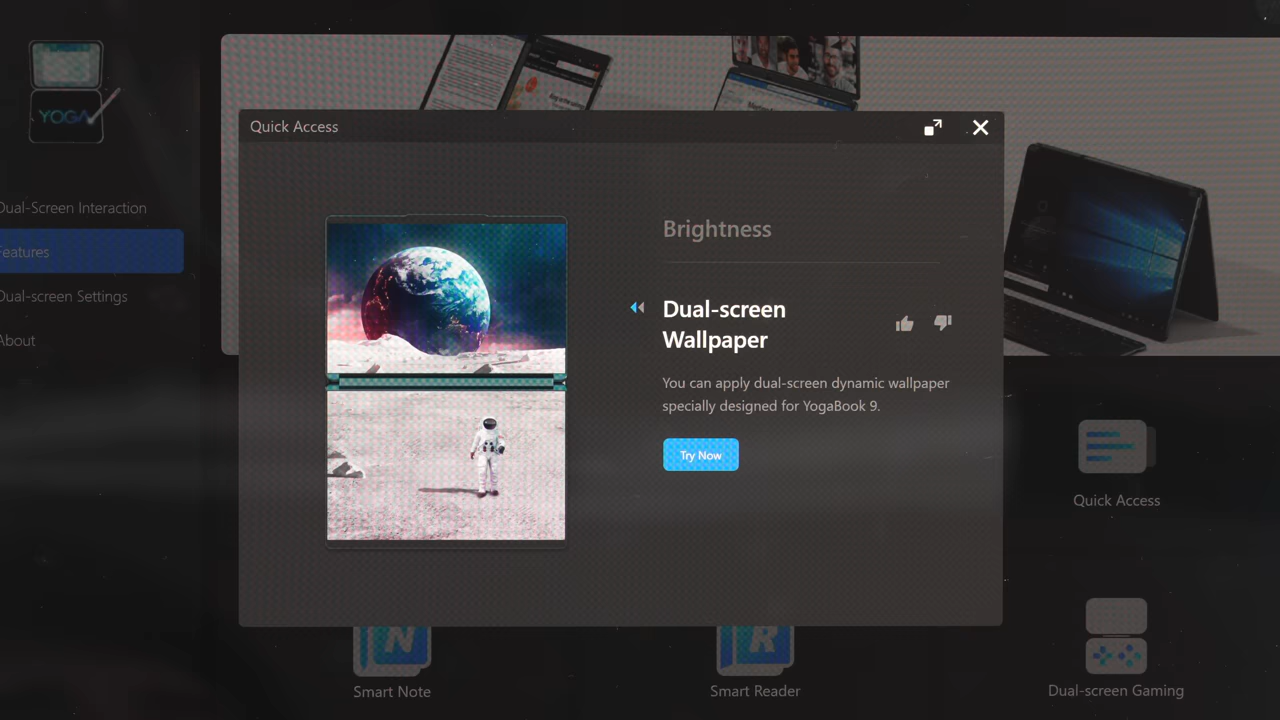 YOGA
Dual-Screen Interaction
Features
Dual-screen Settings
About
Quick Access
Brightness
Dual-screen
Wallpaper
You can apply dual-screen dynamic wallpaper
specially designed for YogaBook 9.
Try Now
Quick Access
N
Smart Note
R
Smart Reader
Dual-screen Gaming